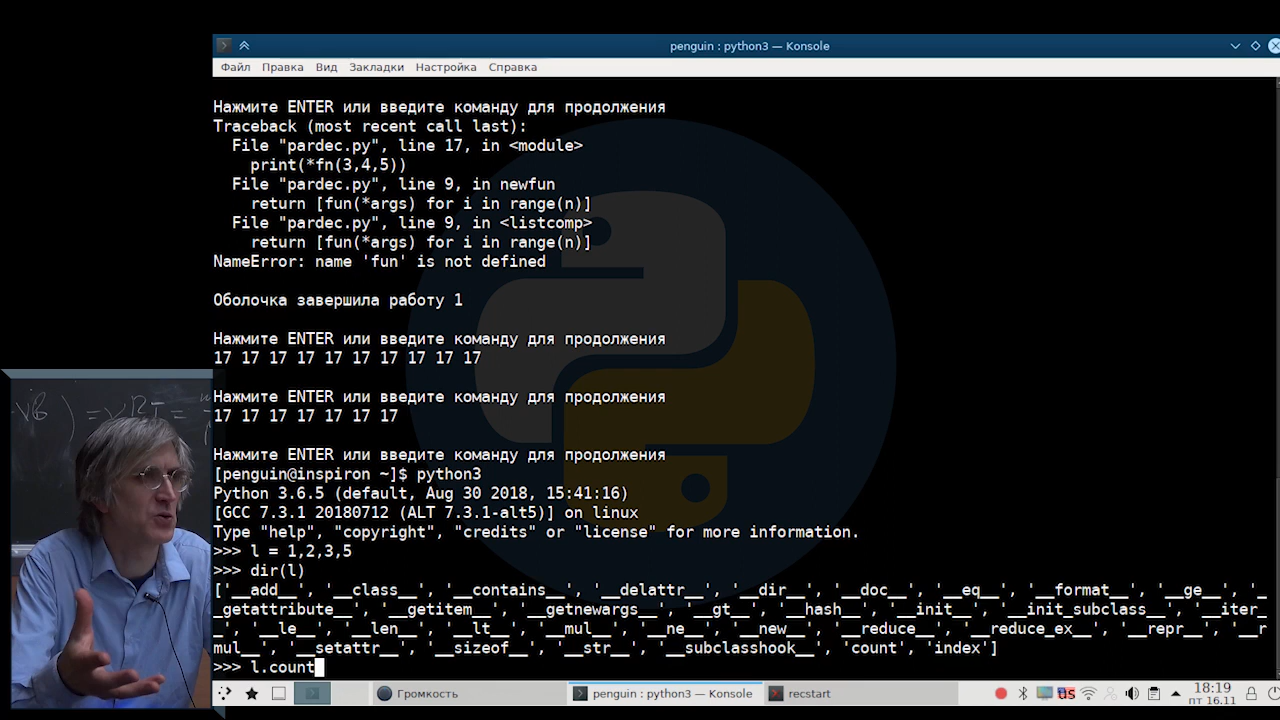 penguin : python3 — Konsole
Файл Правка Вид Закладки Настройка Справка
Нажмите ENTER или введите команду для продолжения
Traceback (most recent call last):
  File "pardec.py", line 17, in <module>
    print(*fn(3,4,5))
  File "pardec.py", line 9, in newfun
    return [fun(*args) for i in range(n)]
  File "pardec.py", line 9, in <listcomp>
    return [fun(*args) for i in range(n)]
NameError: name 'fun' is not defined
Оболочка завершила работу 1
Нажмите ENTER или введите команду для продолжения
17 17 17 17 17 17 17 17 17 17
Нажмите ENTER или введите команду для продолжения
17 17 17 17 17 17 17
Нажмите ENTER или введите команду для продолжения
[penguin@inspiron ~]$ python3
Python 3.6.5 (default, Aug 30 2018, 15:41:16)
[GCC 7.3.1 20180712 (ALT 7.3.1-alt5)] on linux
Type "help", "copyright", "credits" or "license" for more information.
>>> l = 1,2,3,5
>>> dir(l)
['__add__', '__class__', '__contains__', '__delattr__', '__dir__', '__doc__', '__eq__', '__format__', '__ge__', '_
_getattribute__', '__getitem__', '__getnewargs__', '__gt__', '__hash__', '__init__', '__init_subclass__', '__iter_
_', '__le__', '__len__', '__lt__', '__mul__', '__ne__', '__new__', '__reduce__', '__reduce_ex__', '__repr__', '__r
mul__', '__setattr__', '__sizeof__', '__str__', '__subclasshook__', 'count', 'index']
>>> l.count
Громкость penguin : python3 — Konsole recstart us 18:19
пт 16.11